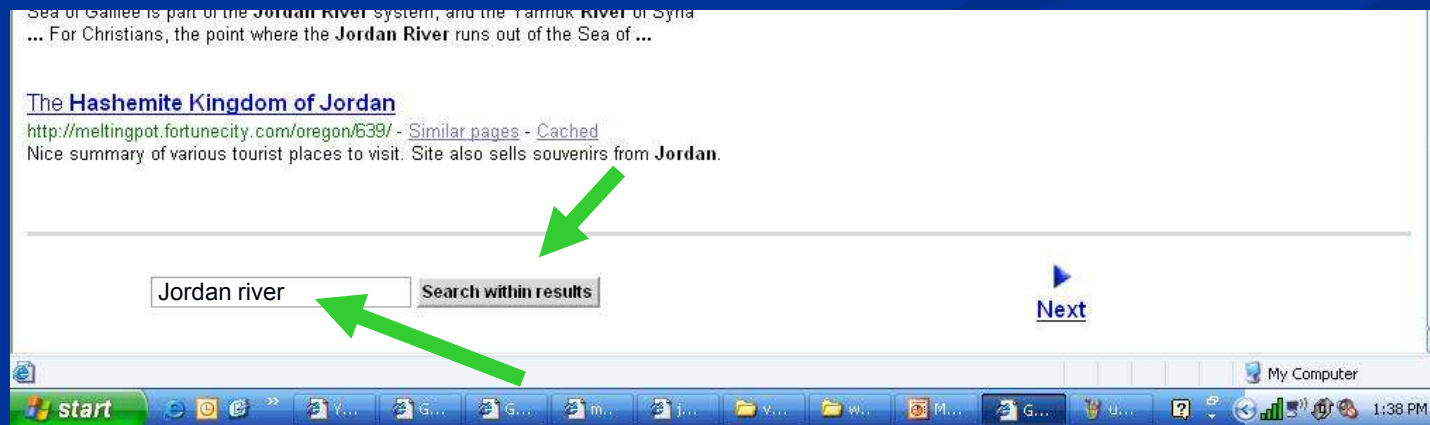 Sea of Galilee is part of the Jordan River system, and the Yarmuk River of Syria
... For Christians, the point where the Jordan River runs out of the Sea of ...
The Hashemite Kingdom of Jordan
http://meltingpot.fortunecity.com/oregon/639/ - Similar pages - Cached
Nice summary of various tourist places to visit. Site also sells souvenirs from Jordan.
Jordan river Search within results
Next
My Computer
start » Y... G... G... m... j... v... w... M... G... u... 1:38 PM